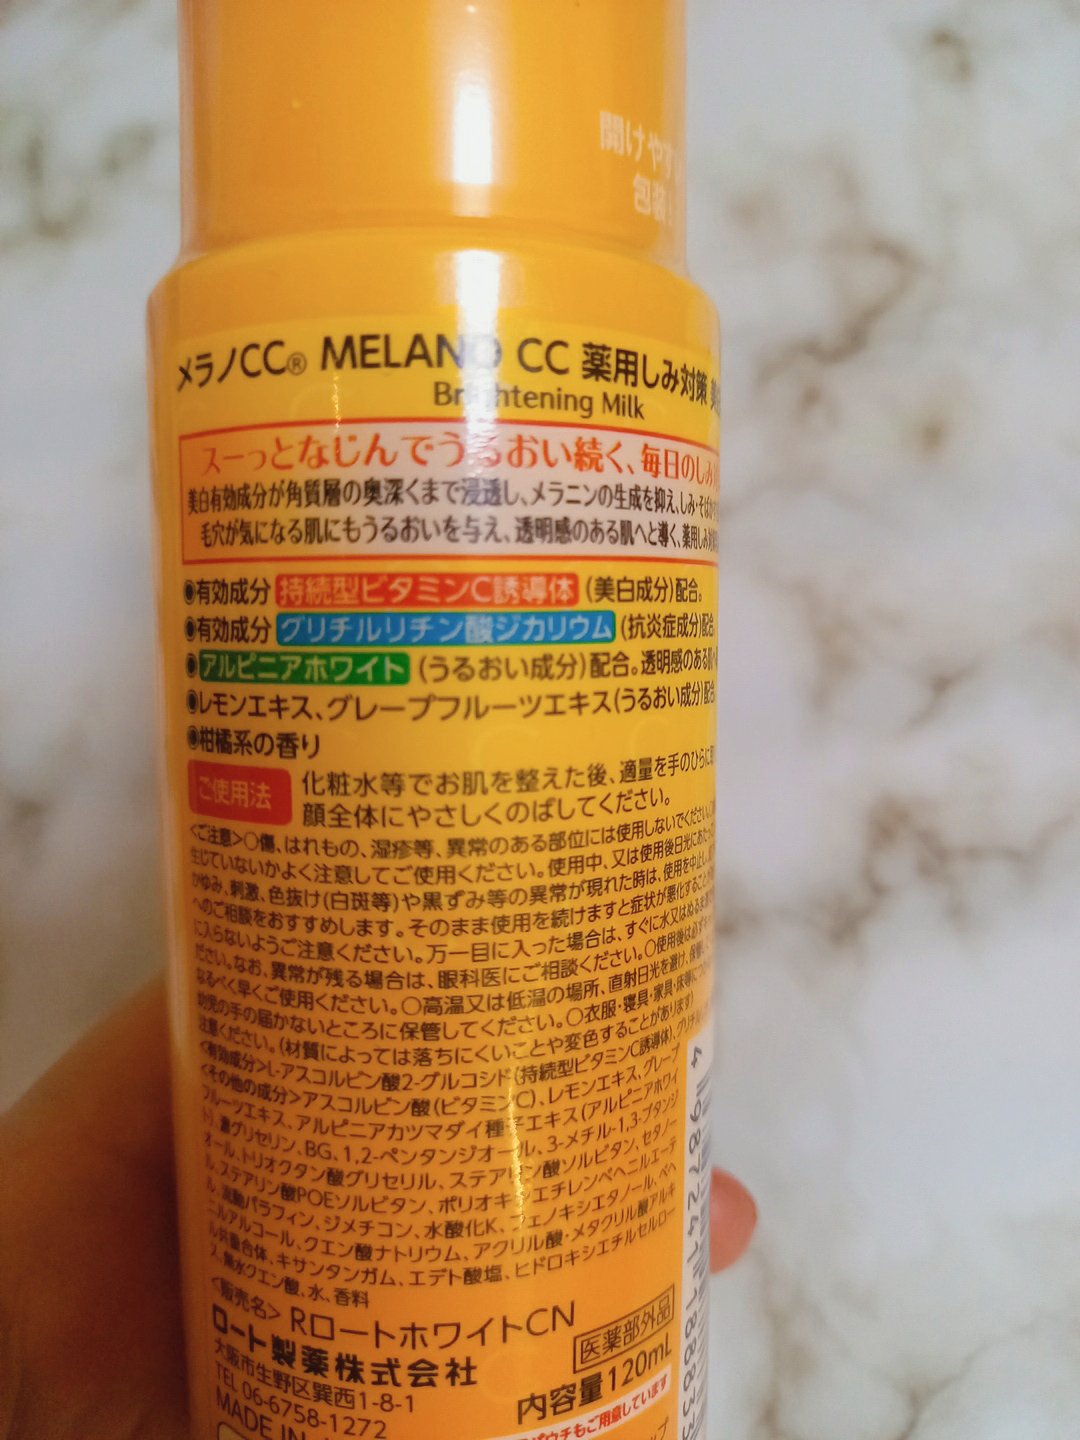 開けやす
包装
メラノCC® MELANO CC 薬用しみ対策 美
Brightening Milk
スーっとなじんでうるおい続く、毎日のしみ
美白有効成分が角質層の奥深くまで浸透し、メラニンの生成を抑え、しみ・そばか
毛穴が気になる肌にもうるおいを与え、透明感のある肌へと導く、薬用しみ対
●有効成分 持続型ビタミンC誘導体 (美白成分)配合。
●有効成分 グリチルリチン酸ジカリウム (抗炎症成分)配合
●アルピニアホワイト (うるおい成分)配合。透明感のある肌
●レモンエキス、グレープフルーツエキス(うるおい成分)配合
●柑橘系の香り
ご使用法 化粧水等でお肌を整えた後、適量を手のひらに
顔全体にやさしくのばしてください。
<ご注意>○傷、はれもの、湿疹等、異常のある部位には使用しないでください。
生じていないかよく注意してご使用ください。使用中、又は使用後日光にあたっ
かゆみ、刺激、色抜け(白斑等)や黒ずみ等の異常が現れた時は、使用を中止し、
へのご相談をおすすめします。そのまま使用を続けますと症状が悪化すること
に入らないようご注意ください。万一目に入った場合は、すぐに水又はぬるま
ださい。なお、異常が残る場合は、眼科医にご相談ください。○使用後は必ず
なるべく早くご使用ください。○高温又は低温の場所、直射日光を避け、保管
幼児の手の届かないところに保管してください。○衣服・寝具・家具・床等に
注意ください。(材質によっては落ちにくいことや変色することがあります)
<有効成分>L-アスコルビン酸2-グルコシド(持続型ビタミンC誘導体)、グリチル
<その他の成分>アスコルビン酸(ビタミンC)、レモンエキス、グレープ
フルーツエキス、アルピニアカツマダイ種子エキス(アルピニアホワイ
ト)、濃グリセリン、BG、1,2-ペンタンジオール、3-メチル-1,3-ブタンジ
オール、トリオクタン酸グリセリル、ステアリン酸ソルビタン、セタノー
ル、ステアリン酸POEソルビタン、ポリオキシエチレンベヘニルエーテ
ル、流動パラフィン、ジメチコン、水酸化K、フェノキシエタノール、ベヘ
ニルアルコール、クエン酸ナトリウム、アクリル酸・メタクリル酸アルキ
ル共重合体、キサンタンガム、エデト酸塩、ヒドロキシエチルセルロー
ス、無水クエン酸、水、香料
<販売名> RロートホワイトCN
ロート製薬株式会社
医薬部外品
大阪市生野区巽西1-8-1
内容量120mL
TEL 06-6758-1272
MADE IN
パウチもご用意しています